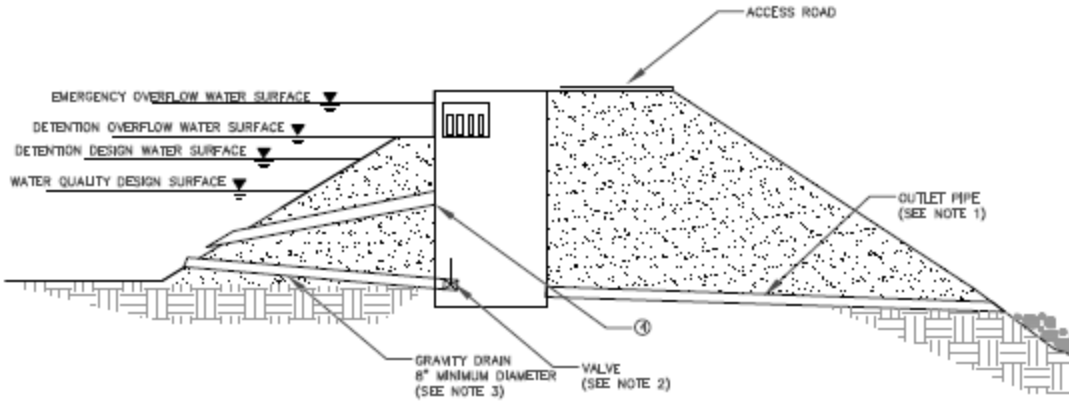 ACCESS ROAD
EMERGENCY OVERFLOW WATER SURFACE
DETENTION OVERFLOW WATER SURFACE
DETENTION DESIGN WATER SURFACE
WATER QUALITY DESIGN SURFACE
OUTLET PIPE
(SEE NOTE 1)
GRAVITY DRAIN
8" MINIMUM DIAMETER
(SEE NOTE 3)
VALVE
(SEE NOTE 2)